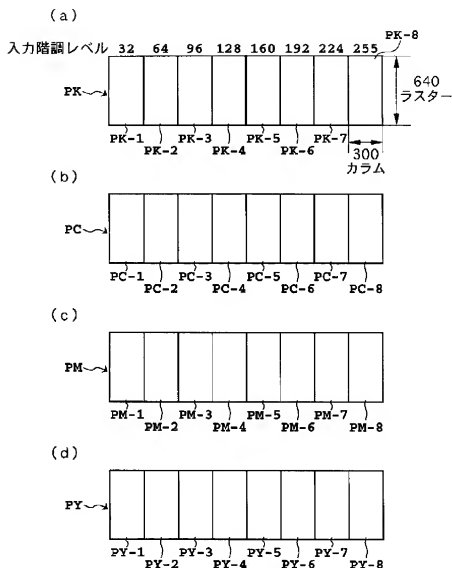 (a)
入力階調レベル 32 64 96 128 160 192 224 255
PK-8
PK
640
ラスター
PK-1 PK-3 PK-5 PK-7
PK-2 PK-4 PK-6
300
カラム
(b)
PC
PC-1 PC-3 PC-5 PC-7
PC-2 PC-4 PC-6 PC-8
(c)
PM
PM-1 PM-3 PM-5 PM-7
PM-2 PM-4 PM-6 PM-8
(d)
PY
PY-1 PY-3 PY-5 PY-7
PY-2 PY-4 PY-6 PY-8